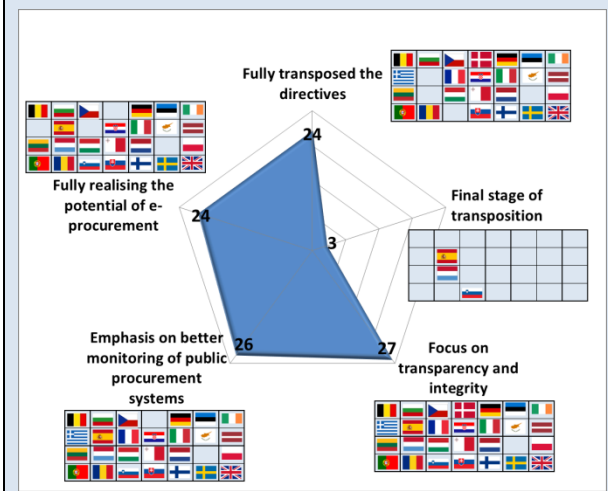 Fully transposed the
directives
24
Final stage of
transposition
3
Focus on
transparency and
integrity
27
Emphasis on better
monitoring of public
procurement
systems
26
Fully realising the
potential of e-
procurement
24